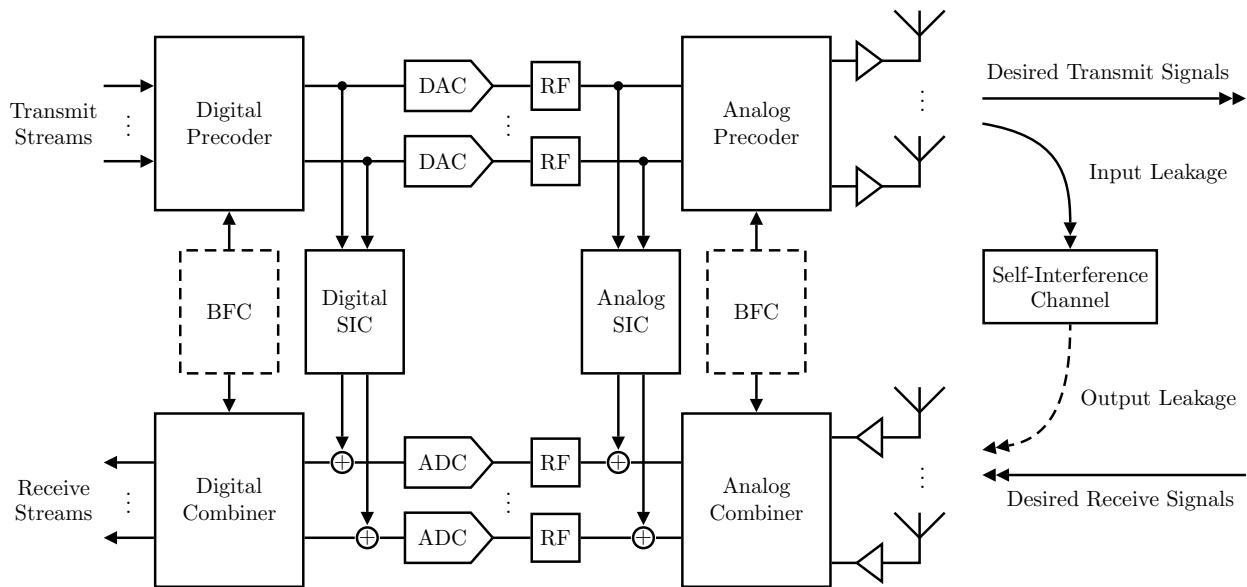 Transmit
Streams
Digital
Precoder
DAC
RF
DAC
RF
Analog
Precoder
Desired Transmit Signals
Input Leakage
BFC
Digital
SIC
Analog
SIC
BFC
Self-Interference
Channel
Output Leakage
Receive
Streams
Digital
Combiner
ADC
RF
ADC
RF
Analog
Combiner
Desired Receive Signals